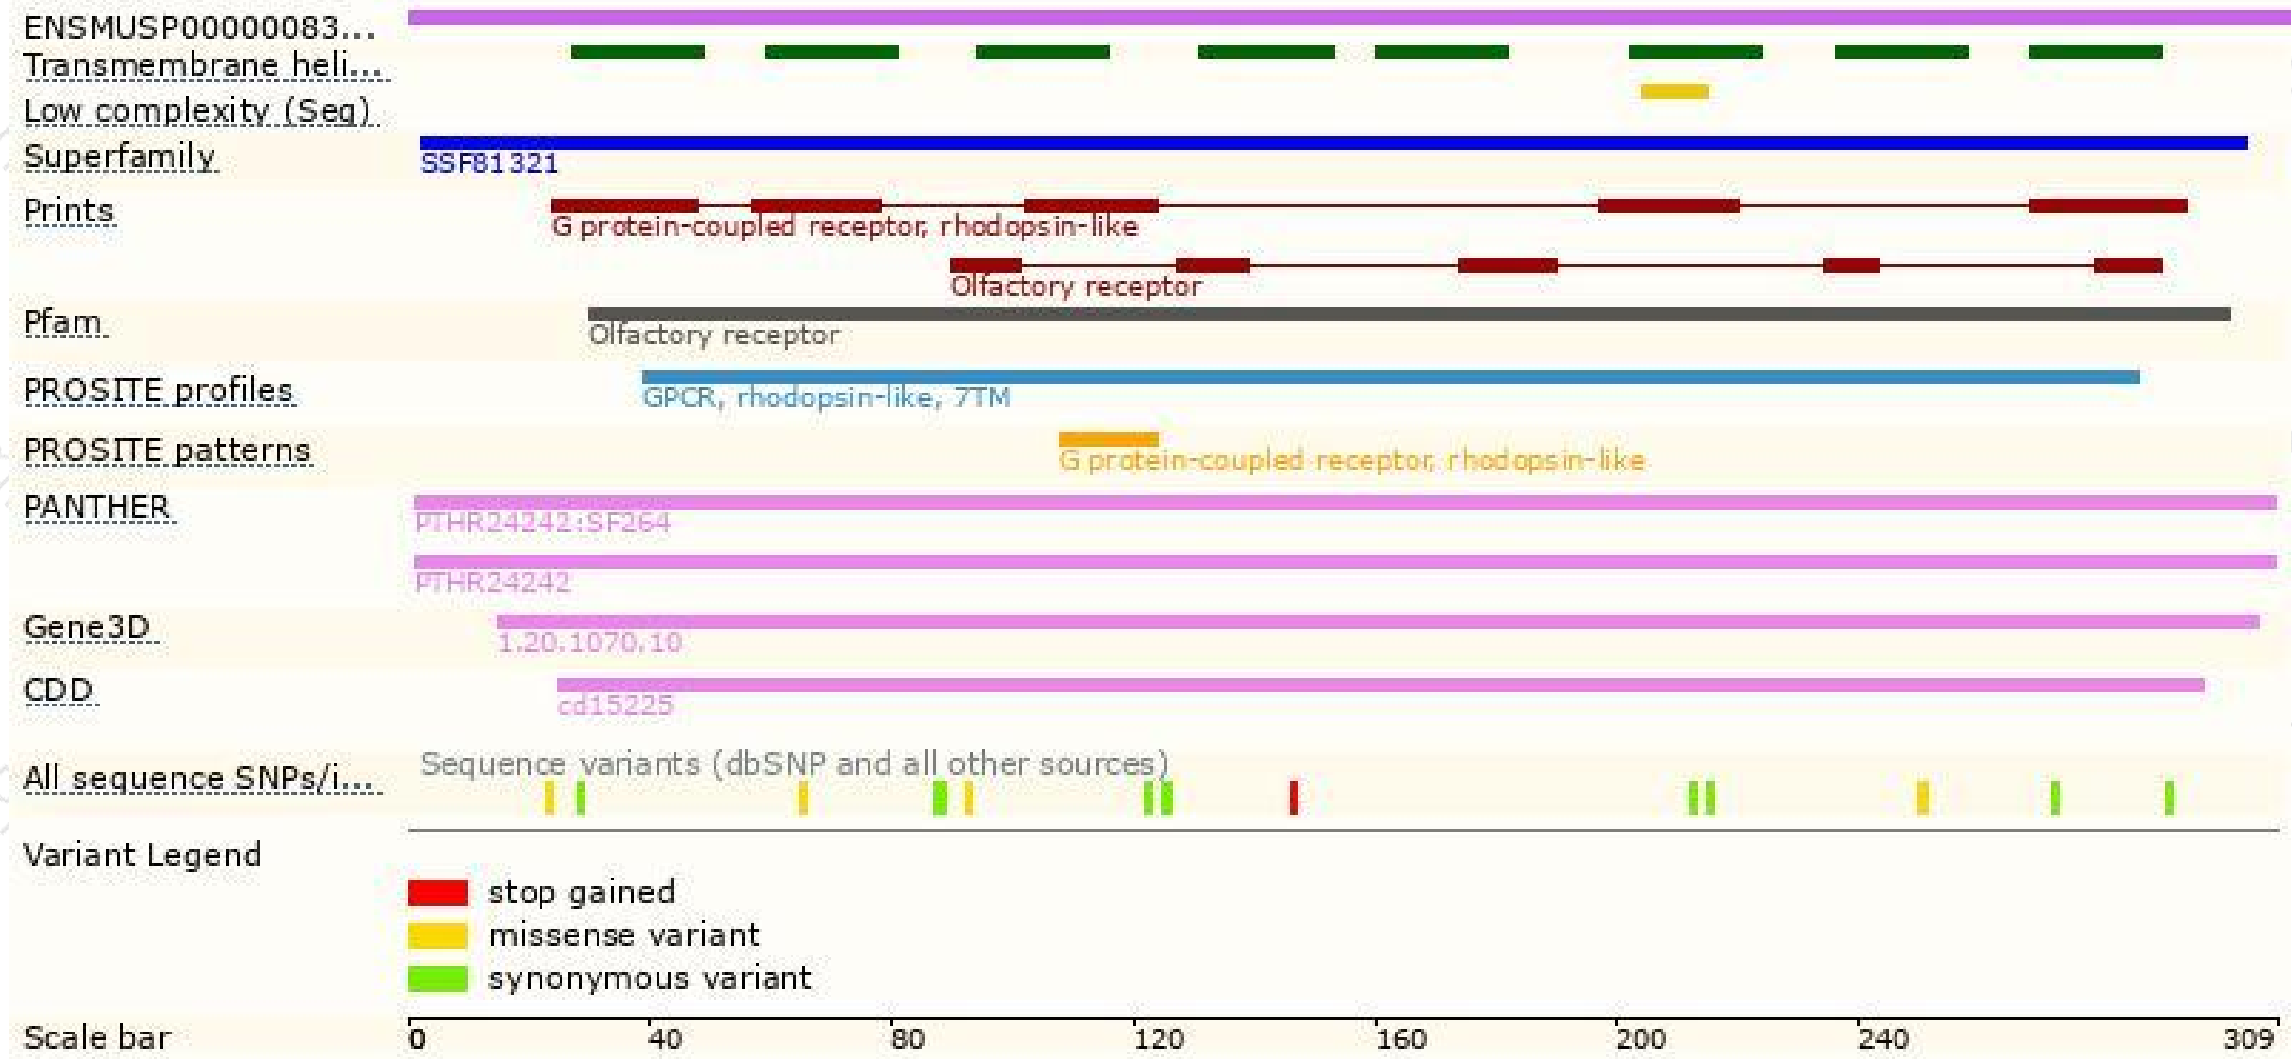 ENSMUSP00000083...
Transmembrane heli...
Low complexity (Seg)
Superfamily
SSF81321
Prints
G protein-coupled receptor, rhodopsin-like
Olfactory receptor
Pfam
Olfactory receptor
PROSITE profiles
GPCR, rhodopsin-like, 7TM
PROSITE patterns
G protein-coupled receptor, rhodopsin-like
PANTHER
PTHR24242:SF264
PTHR24242
Gene3D
1.20.1070.10
CDD
cd15225
Sequence variants (dbSNP and all other sources)
All sequence SNPs/i...
Variant Legend
stop gained
missense variant
synonymous variant
Scale bar 0 40 80 120 160 200 240 309